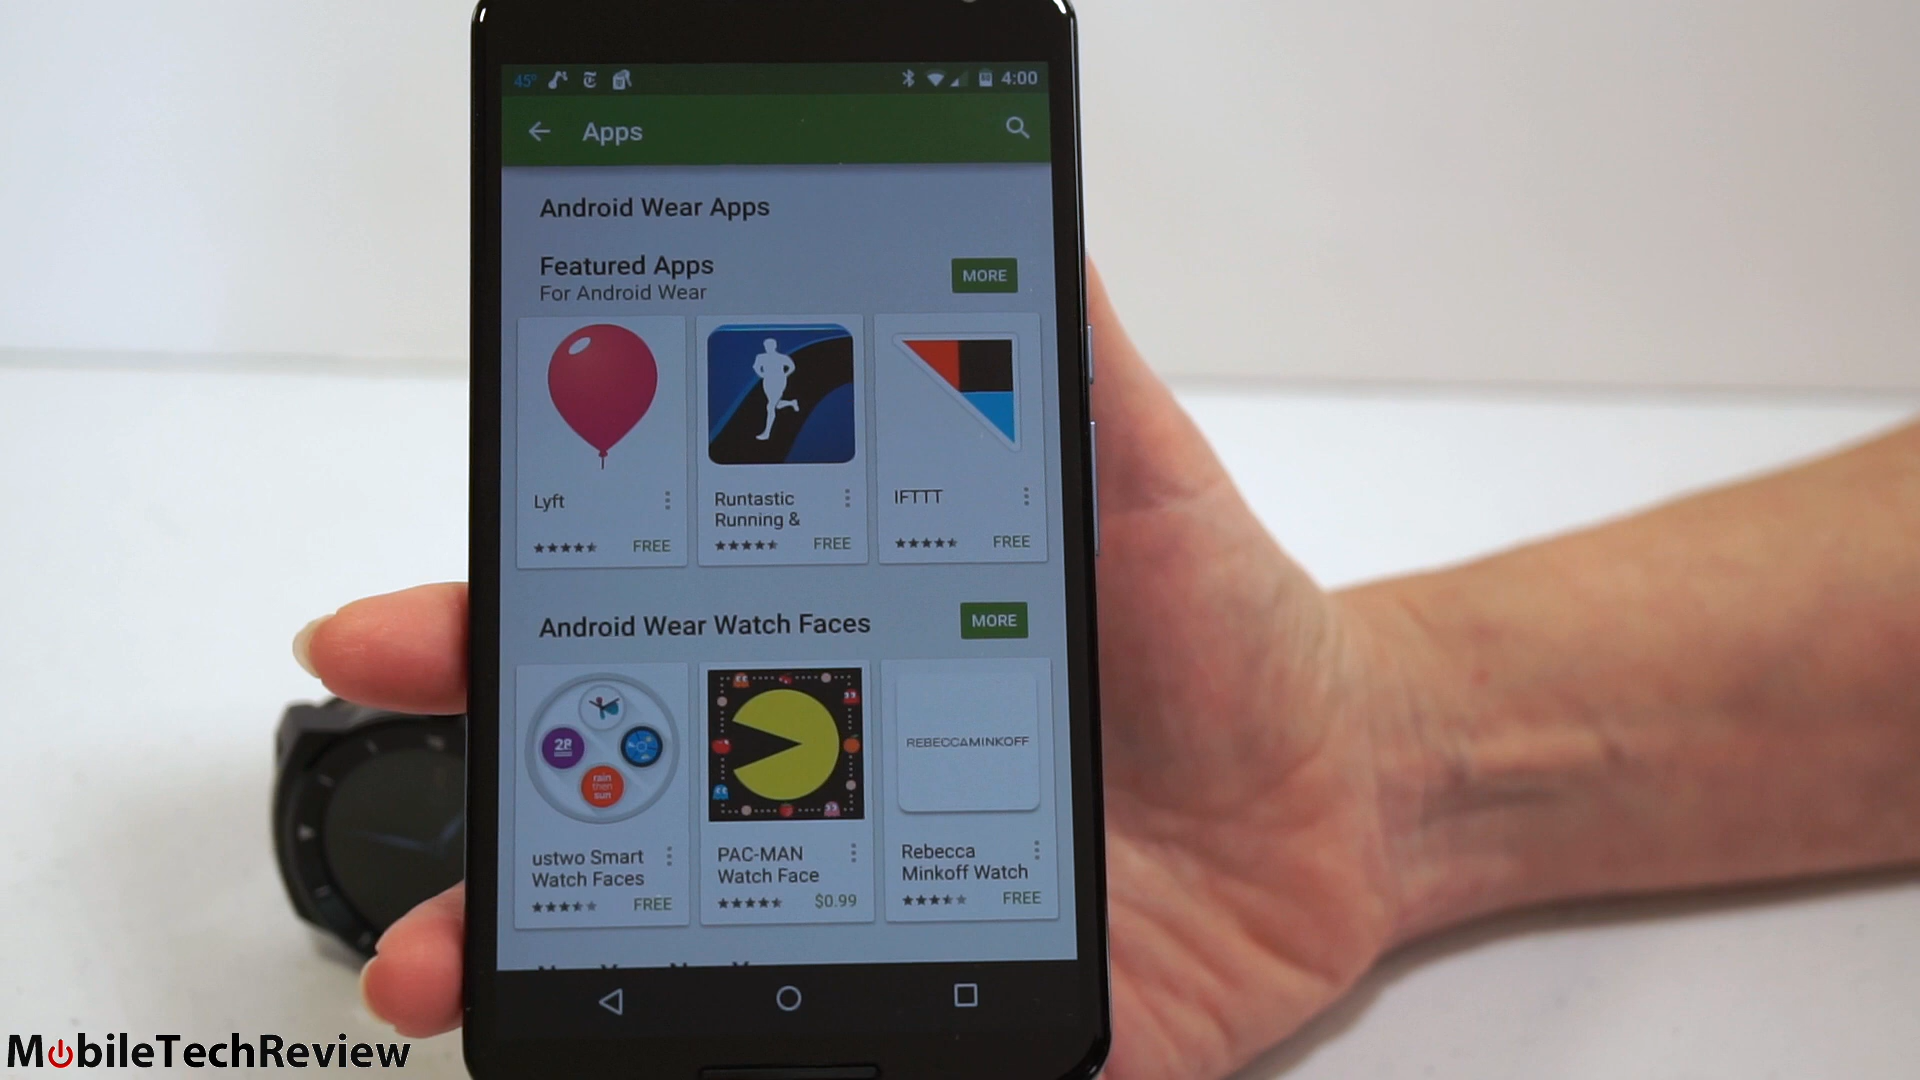 45°
4:00
Apps
Android Wear Apps
Featured Apps
MORE
For Android Wear
Lyft
FREE
Runtastic
Running &
FREE
IFTTT
FREE
Android Wear Watch Faces
MORE
2P
rain
then
sun
ustwo Smart
Watch Faces
FREE
PAC-MAN
Watch Face
$0.99
REBECCAMINKOFF
Rebecca
Minkoff Watch
FREE
MobileTechReview